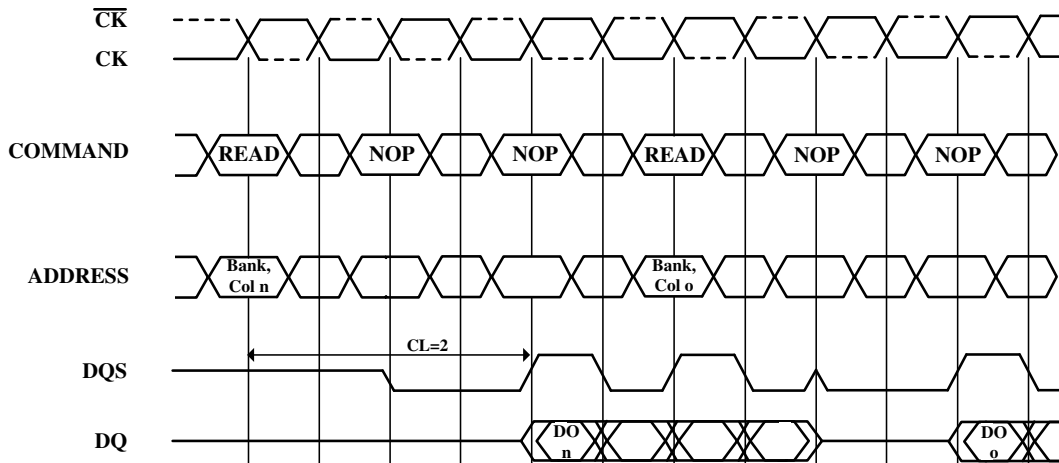 CK
CK
COMMAND
READ NOP NOP READ NOP NOP
ADDRESS
Bank,
Col n
Bank,
Col o
CL=2
DQS
DQ
DO
n
DO
o